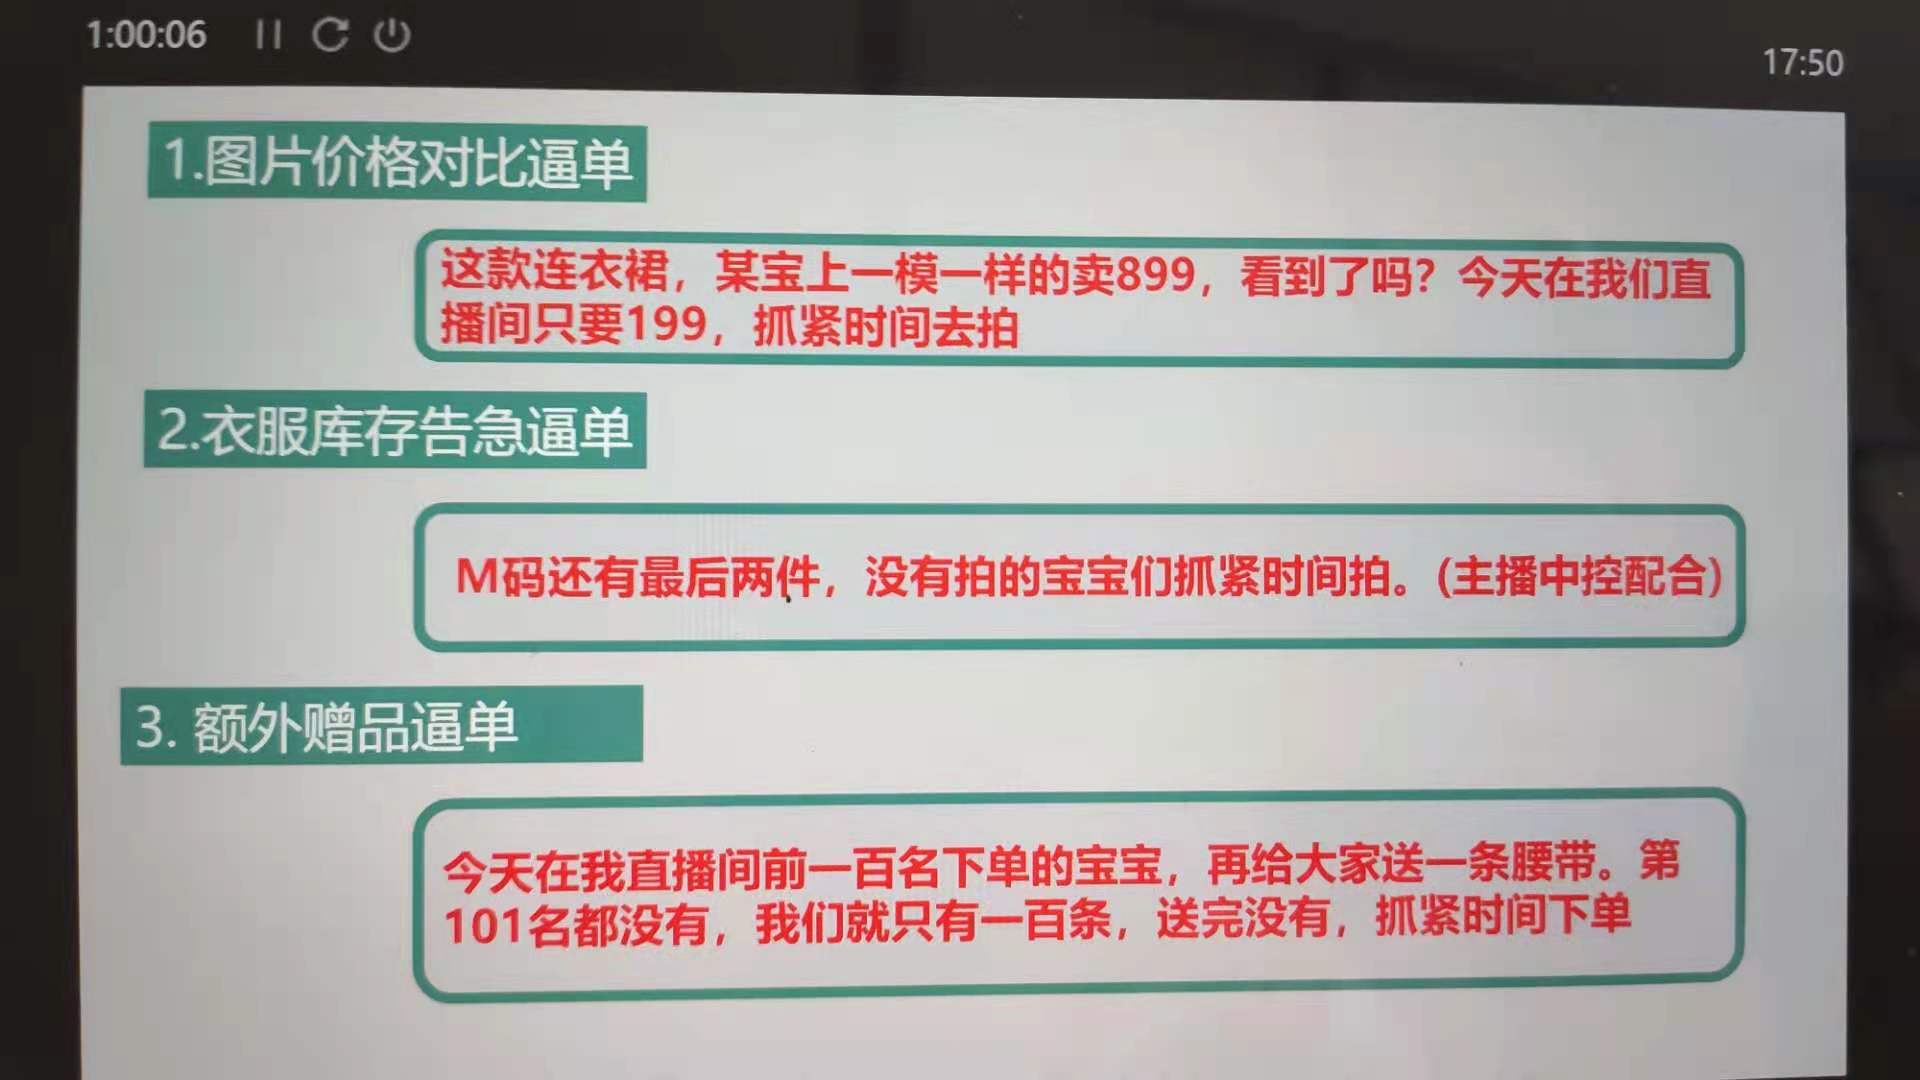 1:00:06
17:50
1.图片价格对比逼单
这款连衣裙，某宝上一模一样的卖899，看到了吗？今天在我们直
播间只要199，抓紧时间去拍
2.衣服库存告急逼单
M码还有最后两件，没有拍的宝宝们抓紧时间拍。(主播中控配合)
3. 额外赠品逼单
今天在我直播间前一百名下单的宝宝，再给大家送一条腰带。第
101名都没有，我们就只有一百条，送完没有，抓紧时间下单